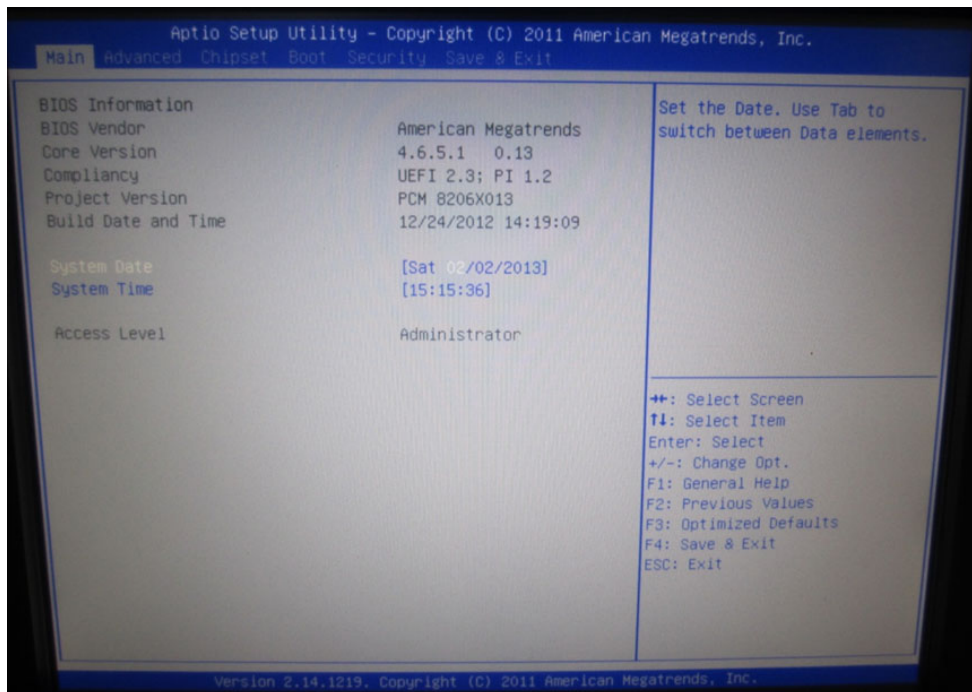 Aptio Setup Utility - Copyright (C) 2011 American Megatrends, Inc.
Main Advanced Chipset Boot Security Save & Exit
BIOS Information
BIOS Vendor American Megatrends
Core Version 4.6.5.1 0.13
Compliancy UEFI 2.3; PI 1.2
Project Version PCM 8206X013
Build Date and Time 12/24/2012 14:19:09
System Date [Sat 02/02/2013]
System Time [15:15:36]
Access Level Administrator
Set the Date. Use Tab to
switch between Data elements.
→←: Select Screen
↑↓: Select Item
Enter: Select
+/-: Change Opt.
F1: General Help
F2: Previous Values
F3: Optimized Defaults
F4: Save & Exit
ESC: Exit
Version 2.14.1219. Copyright (C) 2011 American Megatrends, Inc.